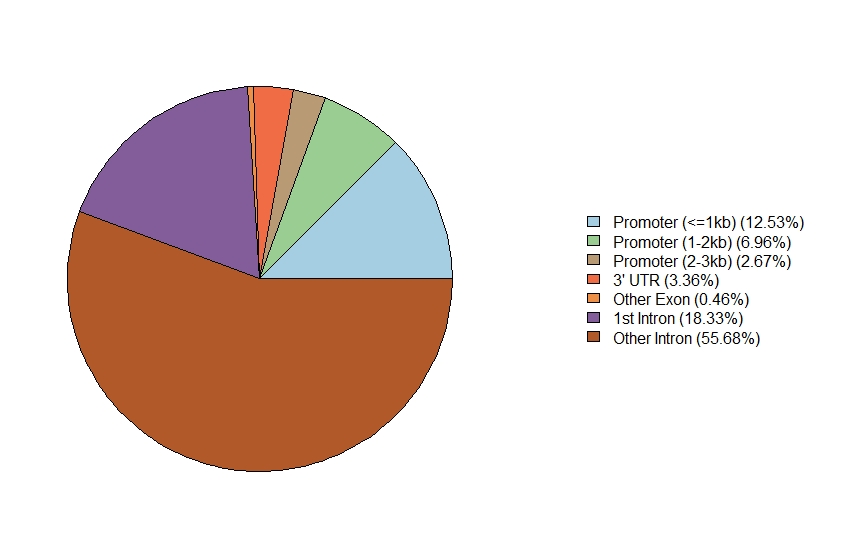 Promoter (<=1kb) (12.53%)
Promoter (1-2kb) (6.96%)
Promoter (2-3kb) (2.67%)
3' UTR (3.36%)
Other Exon (0.46%)
1st Intron (18.33%)
Other Intron (55.68%)